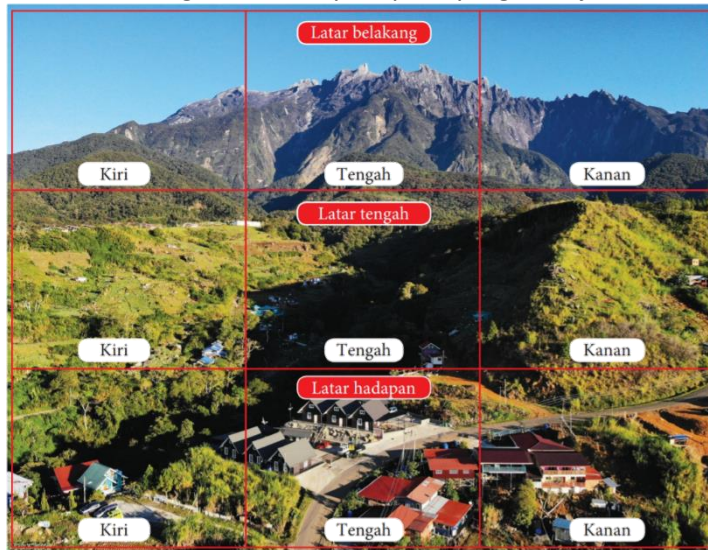 Latar belakang
Kiri
Tengah
Kanan
Latar tengah
Kiri
Tengah
Kanan
Latar hadapan
Kiri
Tengah
Kanan